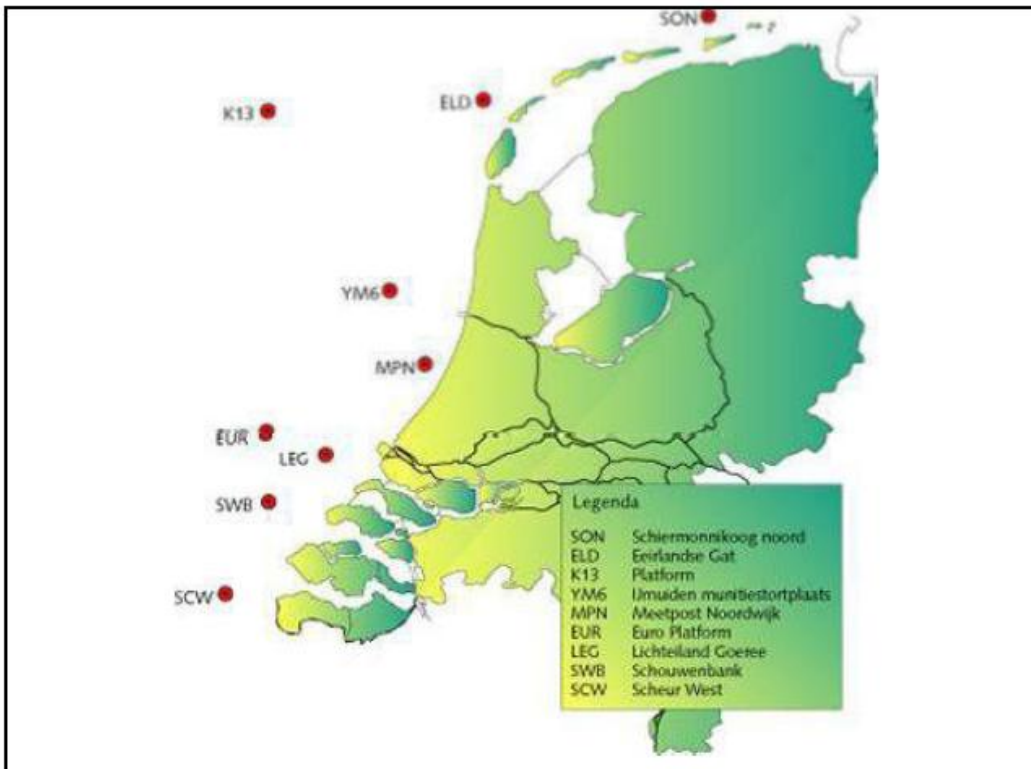 SON
ELD
K13
YM6
MPN
EUR
LEG
SWB
SCW
Legenda
SON Schiermonnikoog noord
ELD Eeirlandse Gat
K13 Platform
YM6 IJmuiden munitiestortplaats
MPN Meetpost Noordwijk
EUR Euro Platform
LEG Lichteiland Goeree
SWB Schouwenbank
SCW Scheur West